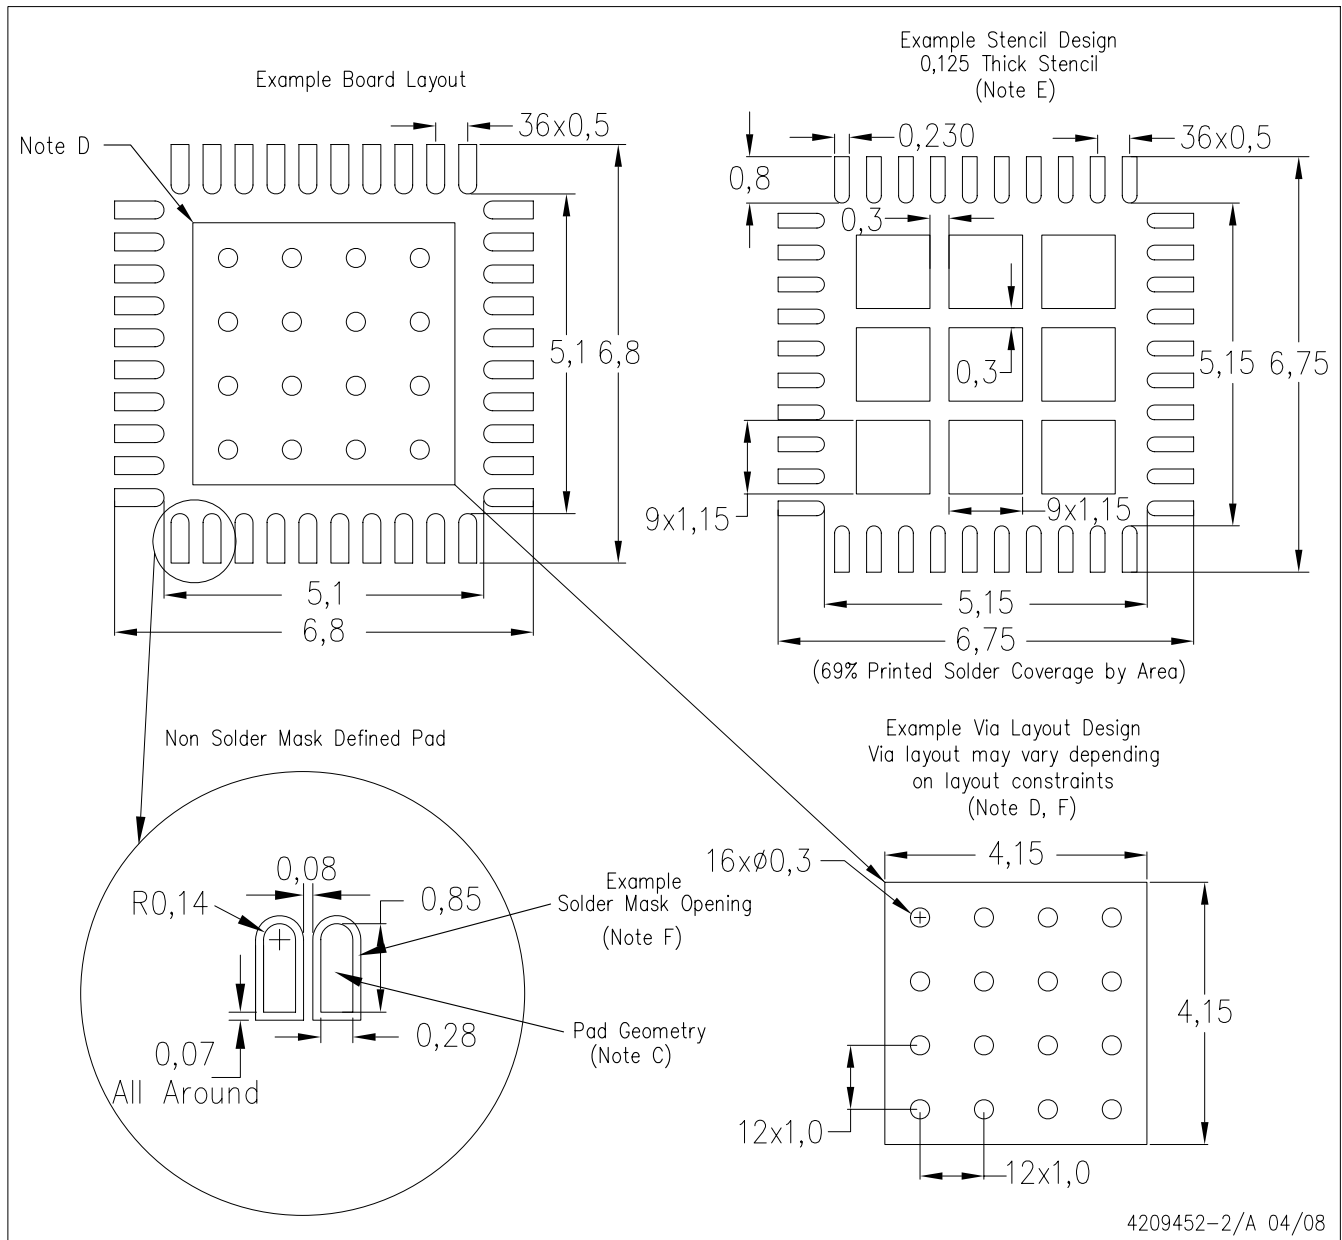 Example Board Layout
36x0,5
Note D
5,1
6,8
5,1
6,8
Example Stencil Design
0,125 Thick Stencil
(Note E)
0,230
36x0,5
0,8
0,3
0,3
5,15
6,75
9x1,15
9x1,15
5,15
6,75
(69% Printed Solder Coverage by Area)
Non Solder Mask Defined Pad
0,08
R0,14
0,85
Example
Solder Mask Opening
(Note F)
Pad Geometry
(Note C)
0,28
0,07
All Around
Example Via Layout Design
Via layout may vary depending
on layout constraints
(Note D, F)
16xø0,3
4,15
4,15
12x1,0
12x1,0
4209452-2/A 04/08